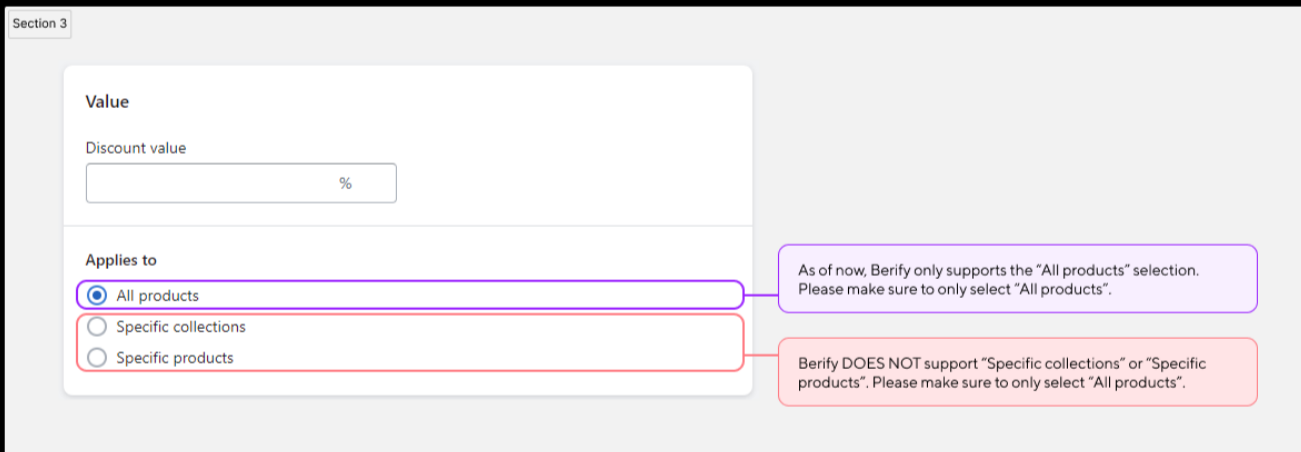 Section 3
Value
Discount value
%
Applies to
All products
Specific collections
Specific products
As of now, Berify only supports the “All products” selection.
Please make sure to only select “All products”.
Berify DOES NOT support “Specific collections” or “Specific
products”. Please make sure to only select “All products”.